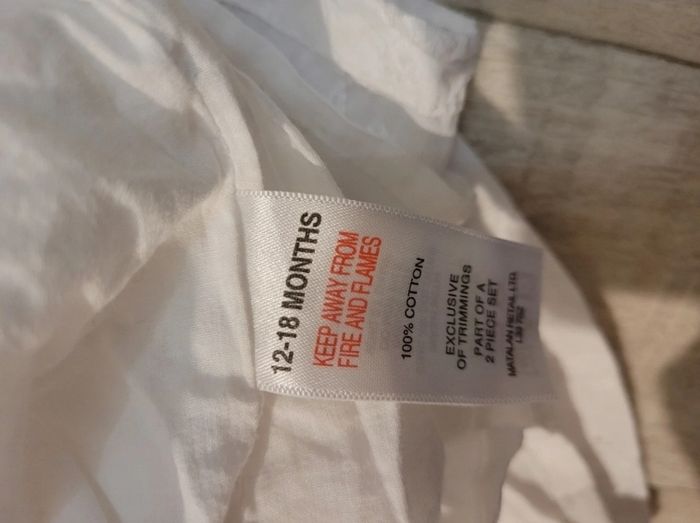 12-18 MONTHS
KEEP AWAY FROM
FIRE AND FLAMES
100% COTTON
EXCLUSIVE
OF TRIMMINGS
PART OF A
2 PIECE SET
MATALAN RETAIL LTD.